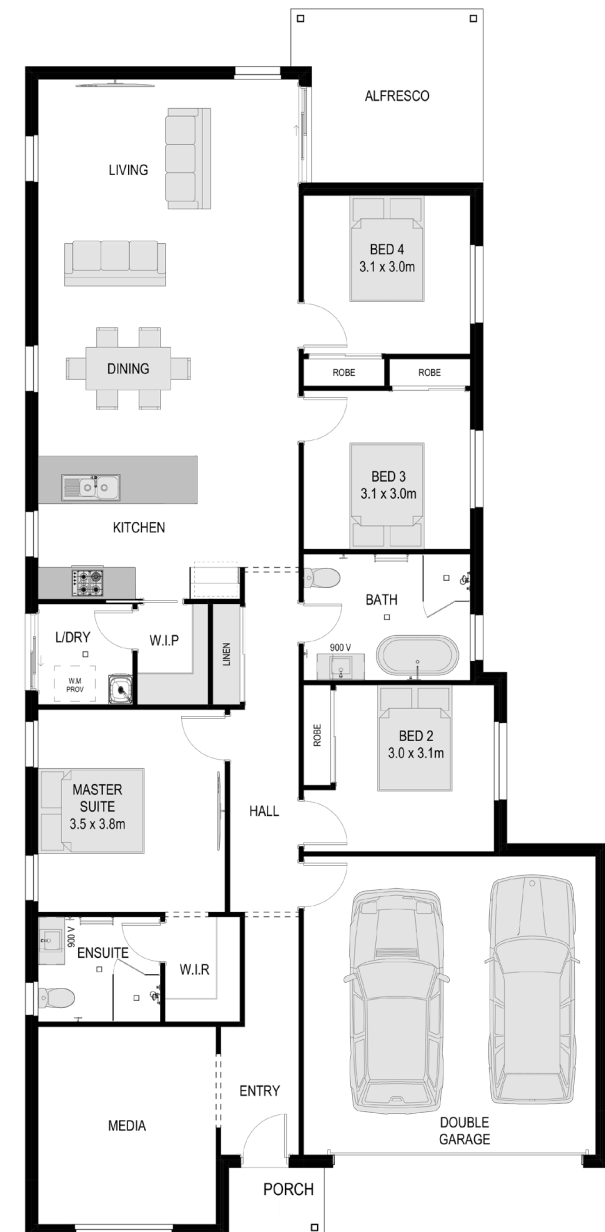 ALFRESCO
LIVING
BED 4
3.1 x 3.0m
DINING
ROBE
ROBE
BED 3
3.1 x 3.0m
KITCHEN
BATH
L/DRY
W.I.P
LINEN
900 V
W.M
PROV
ROBE
BED 2
3.0 x 3.1m
MASTER
SUITE
3.5 x 3.8m
HALL
900 V
ENSUITE
W.I.R
ENTRY
MEDIA
DOUBLE
GARAGE
PORCH